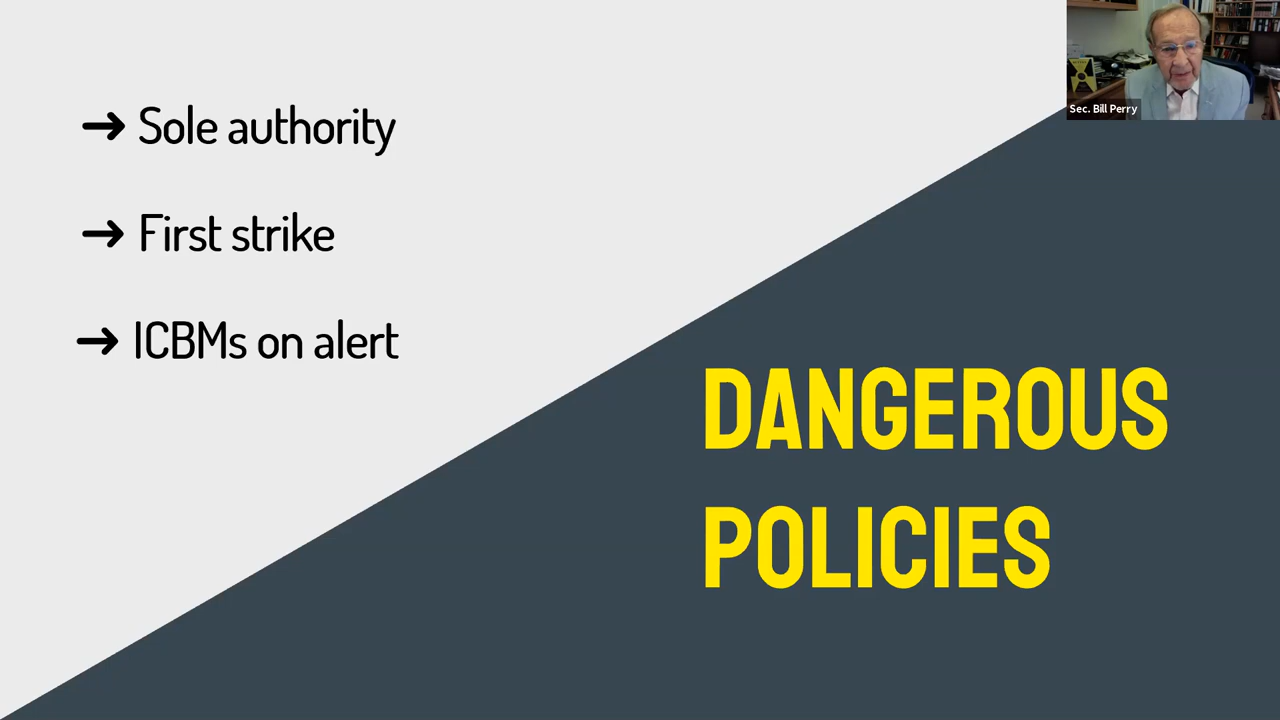 → Sole authority
→ First strike
→ ICBMs on alert
DANGEROUS
POLICIES
Sec. Bill Perry